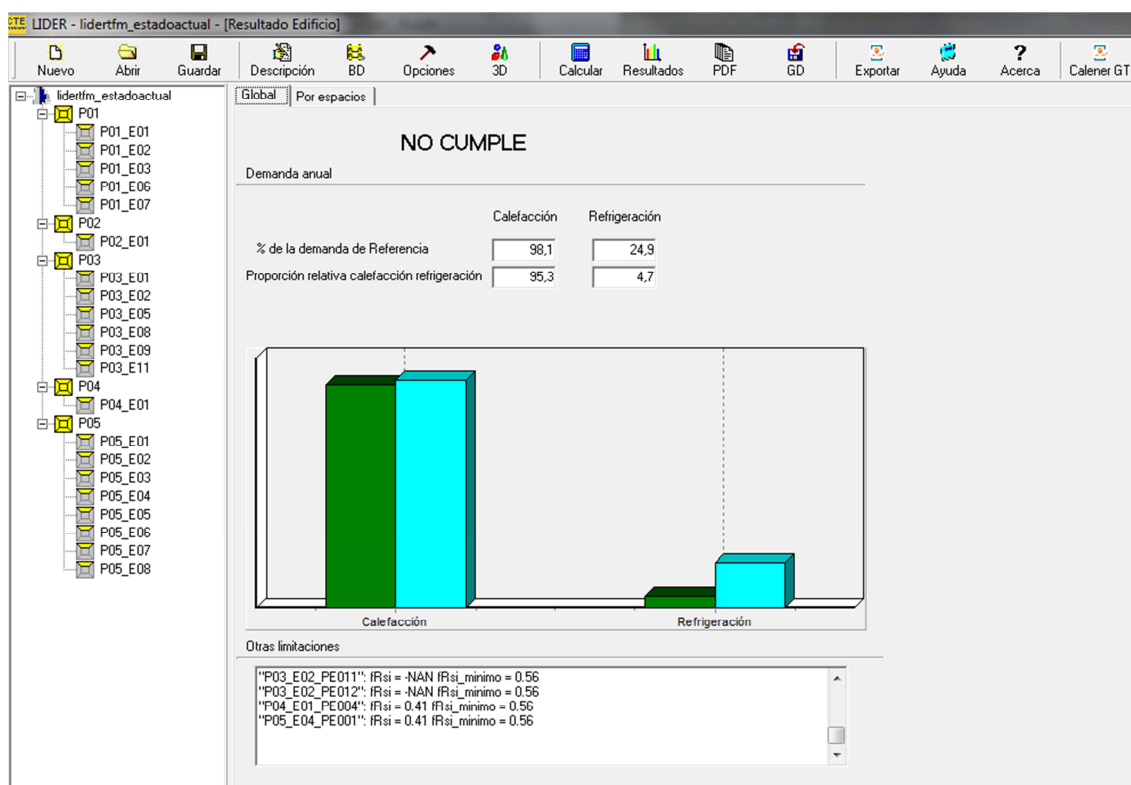 CTE LIDER - lidertfm_estadoactual - [Resultado Edificio]
Nuevo Abrir Guardar Descripción BD Opciones 3D Calcular Resultados PDF GD Exportar Ayuda Acerca Calener GT
lidertfm_estadoactual
P01
P01_E01
P01_E02
P01_E03
P01_E06
P01_E07
P02
P02_E01
P03
P03_E01
P03_E02
P03_E05
P03_E08
P03_E09
P03_E11
P04
P04_E01
P05
P05_E01
P05_E02
P05_E03
P05_E04
P05_E05
P05_E06
P05_E07
P05_E08
Global Por espacios
NO CUMPLE
Demanda anual
Calefacción Refrigeración
% de la demanda de Referencia 98,1 24,9
Proporción relativa calefacción refrigeración 95,3 4,7
Calefacción Refrigeración
Otras limitaciones
"P03_E02_PE011": fRsi = -NAN fRsi_minimo = 0.56
"P03_E02_PE012": fRsi = -NAN fRsi_minimo = 0.56
"P04_E01_PE004": fRsi = 0.41 fRsi_minimo = 0.56
"P05_E04_PE001": fRsi = 0.41 fRsi_minimo = 0.56